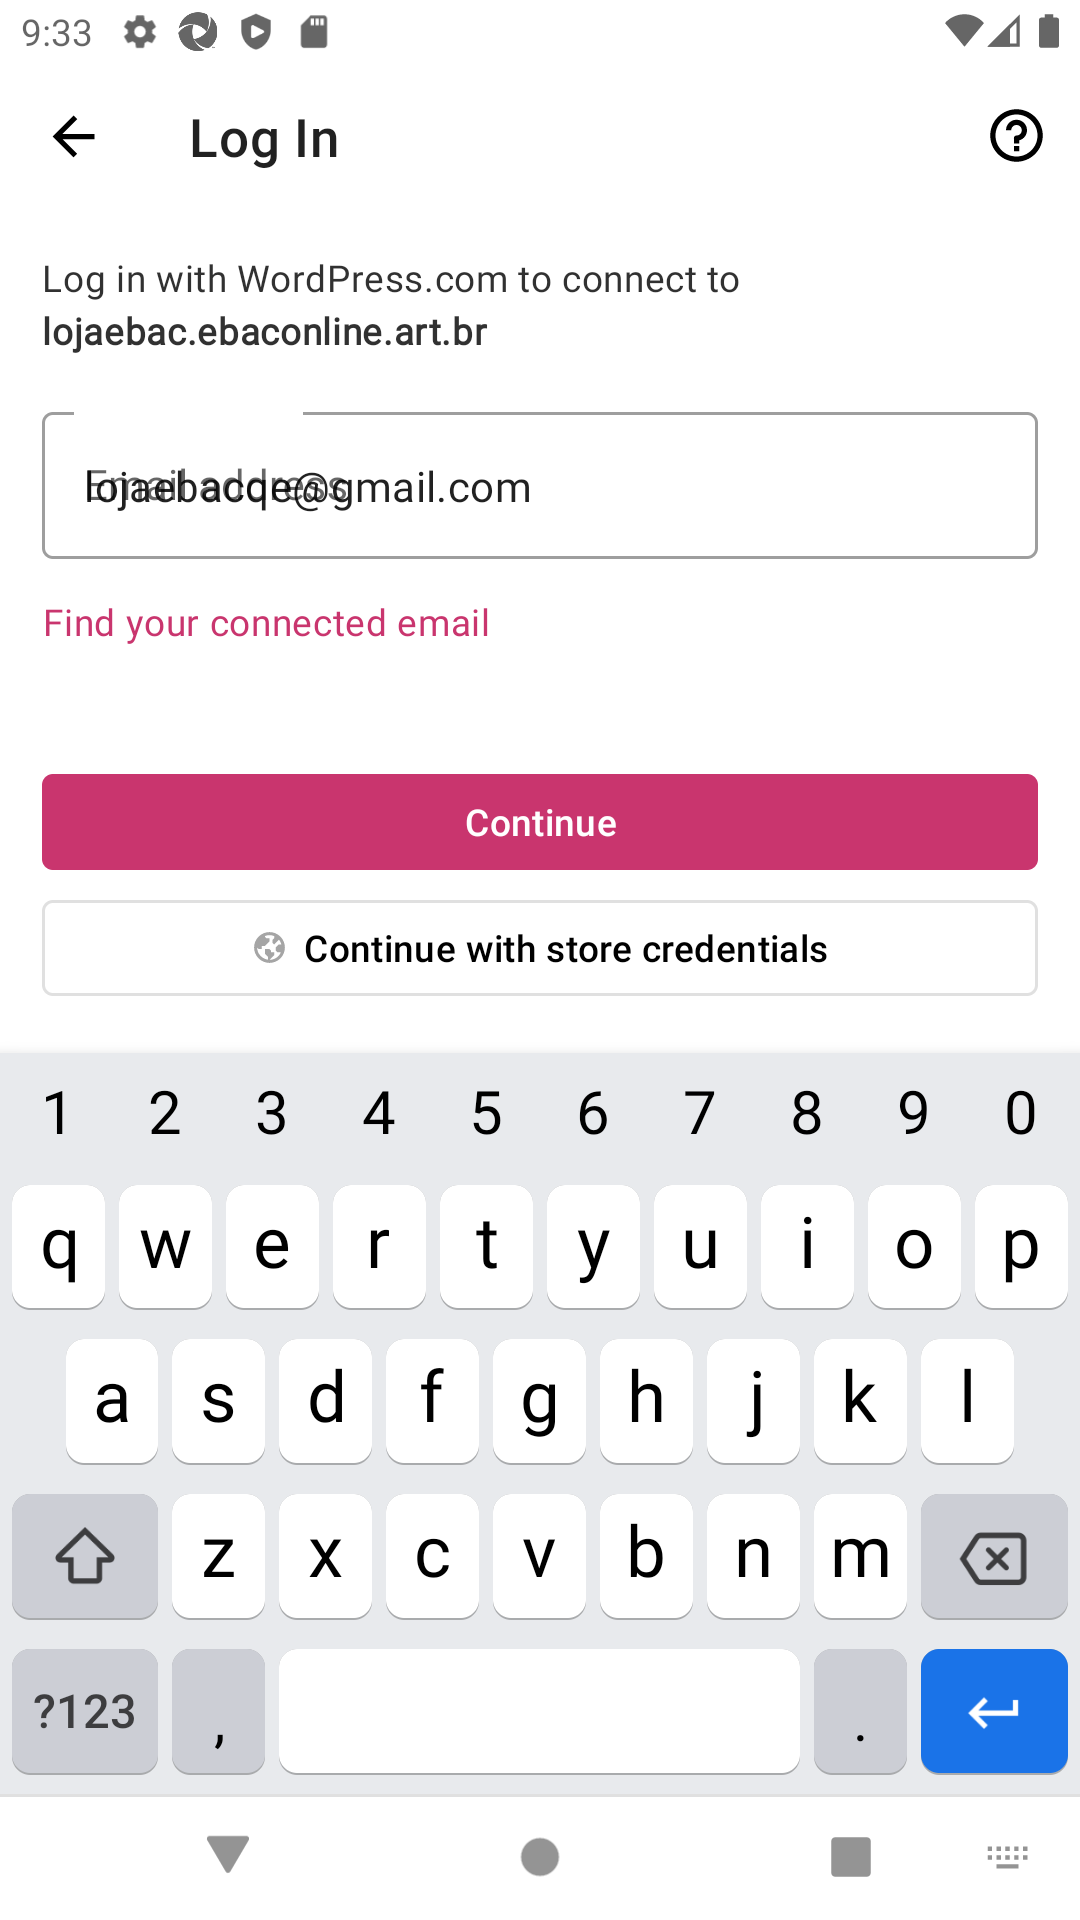 9:33
Log In
Log in with WordPress.com to connect to
lojaebac.ebaconline.art.br
Email address
lojaebacqe@gmail.com
Find your connected email
Continue
Continue with store credentials
1 2 3 4 5 6 7 8 9 0
q w e r t y u i o p
a s d f g h j k l
z x c v b n m
?123 , .